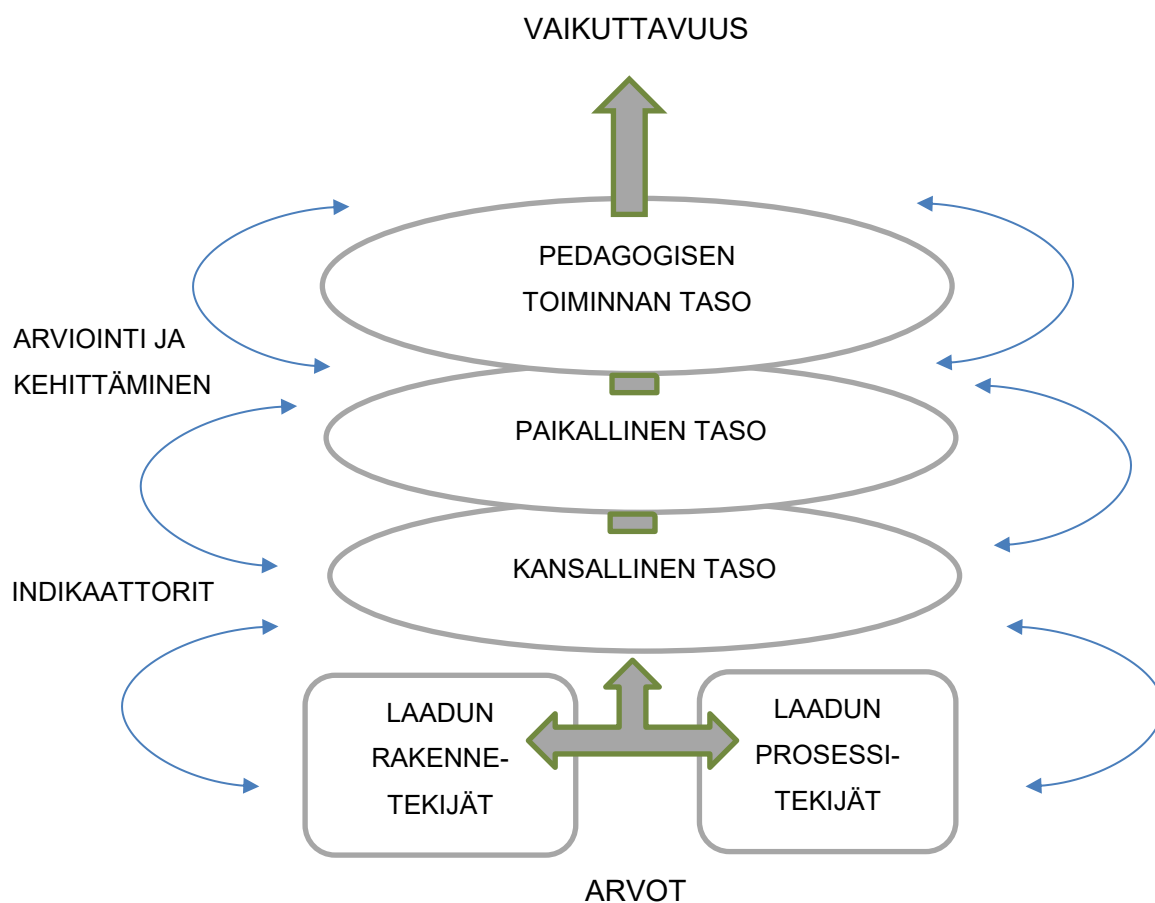 VAIKUTTAVUUS
PEDAGOGISEN
TOIMINNAN TASO
ARVIOINTI JA
KEHITTÄMINEN
PAIKALLINEN TASO
KANSALLINEN TASO
INDIKAATTORIT
LAADUN
RAKENNE-
TEKIJÄT
LAADUN
PROSESSI-
TEKIJÄT
ARVOT